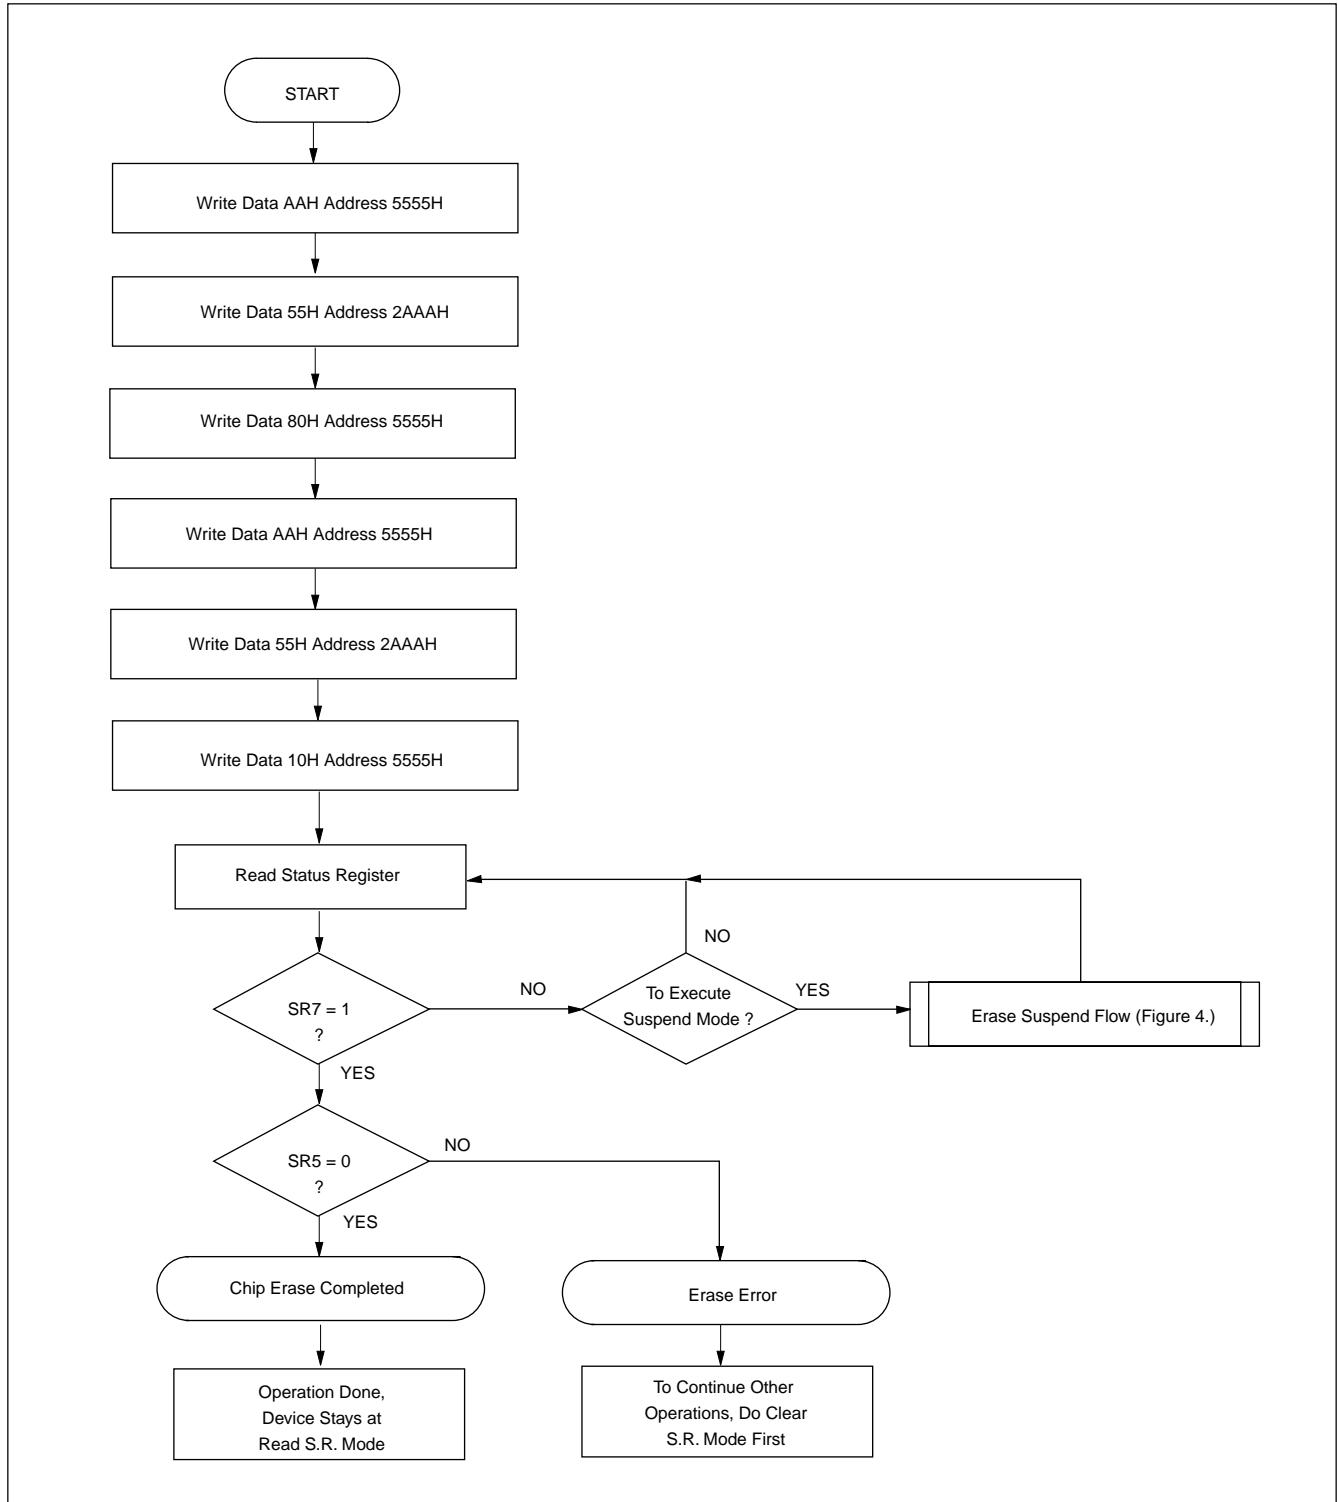 START
Write Data AAH Address 5555H
Write Data 55H Address 2AAAH
Write Data 80H Address 5555H
Write Data AAH Address 5555H
Write Data 55H Address 2AAAH
Write Data 10H Address 5555H
Read Status Register
NO
SR7 = 1
?
NO
To Execute
Suspend Mode ?
YES
Erase Suspend Flow (Figure 4.)
YES
SR5 = 0
?
NO
YES
Chip Erase Completed
Erase Error
Operation Done,
Device Stays at
Read S.R. Mode
To Continue Other
Operations, Do Clear
S.R. Mode First